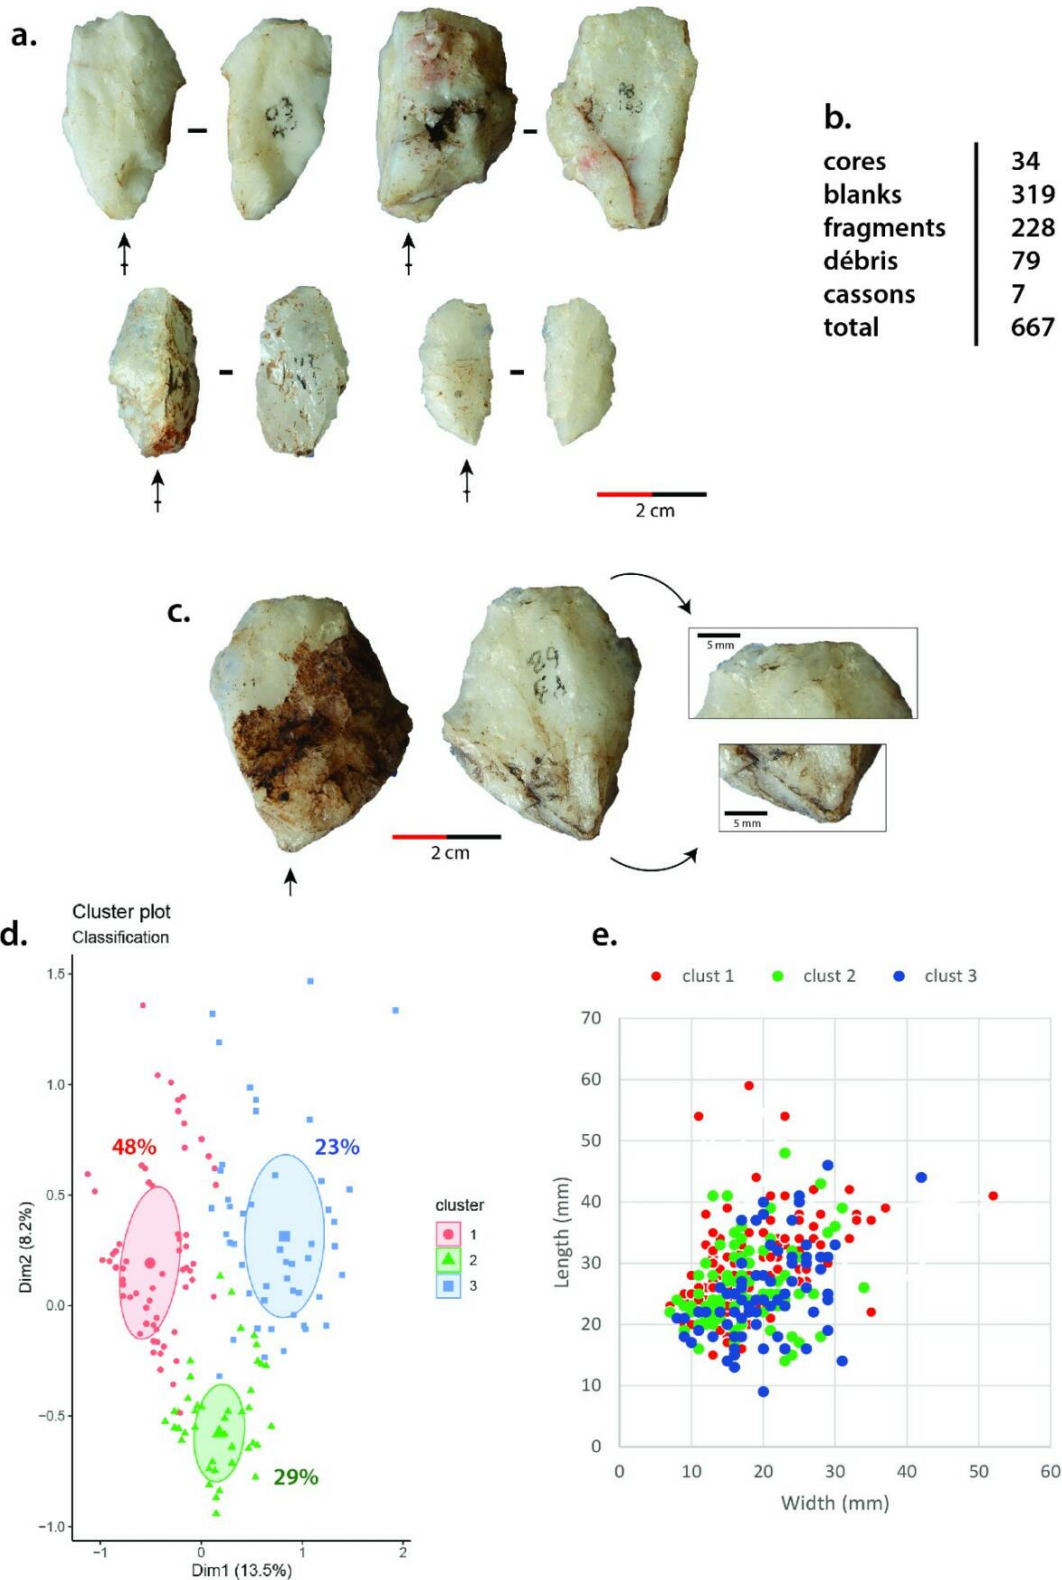 a.
b.
cores 34
blanks 319
fragments 228
débris 79
cassons 7
total 667
2 cm
c.
5 mm
5 mm
2 cm
d.
Cluster plot
Classification
1.5
1.0
0.5
0.0
−0.5
−1.0
Dim2 (8.2%)
48%
23%
29%
cluster
1
2
3
−1 0 1 2
Dim1 (13.5%)
e.
clust 1 clust 2 clust 3
70
60
50
40
30
20
10
0
Length (mm)
0 10 20 30 40 50 60
Width (mm)